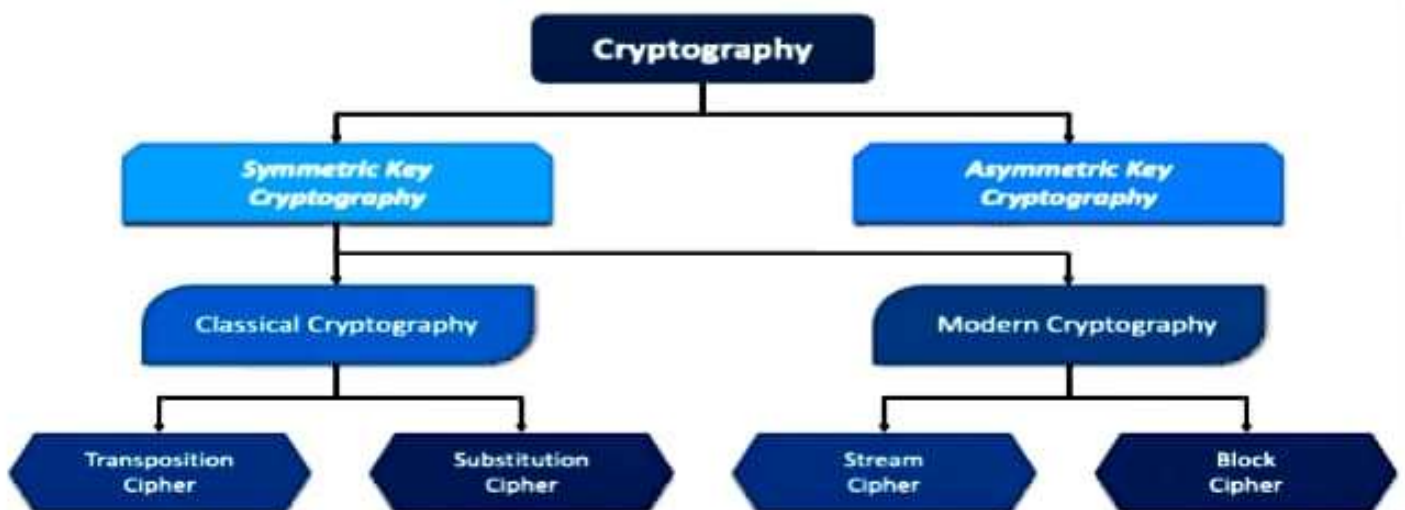 Cryptography
Symmetric Key
Cryptography
Asymmetric Key
Cryptography
Classical Cryptography
Modern Cryptography
Transposition
Cipher
Substitution
Cipher
Stream
Cipher
Block
Cipher